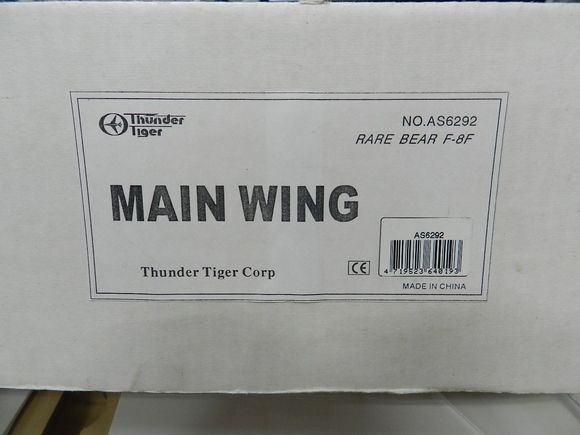 Thunder
Tiger
NO.AS6292
RARE BEAR F-8F
MAIN WING
AS6292
4 719523 640193
Thunder Tiger Corp
CE
MADE IN CHINA